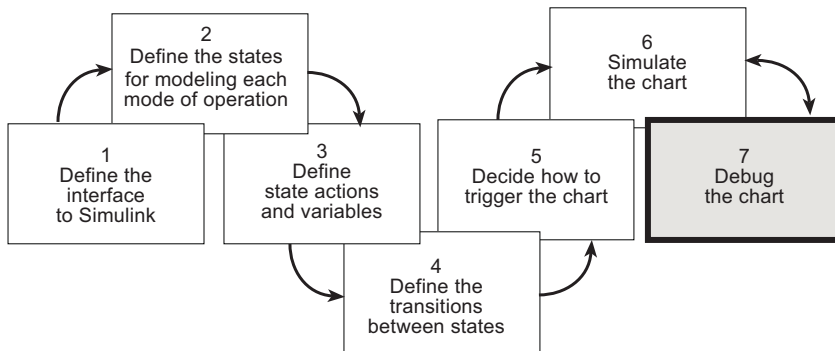 1
Define the
interface
to Simulink
2
Define the states
for modeling each
mode of operation
3
Define
state actions
and variables
4
Define the
transitions
between states
5
Decide how to
trigger the chart
6
Simulate
the chart
7
Debug
the chart